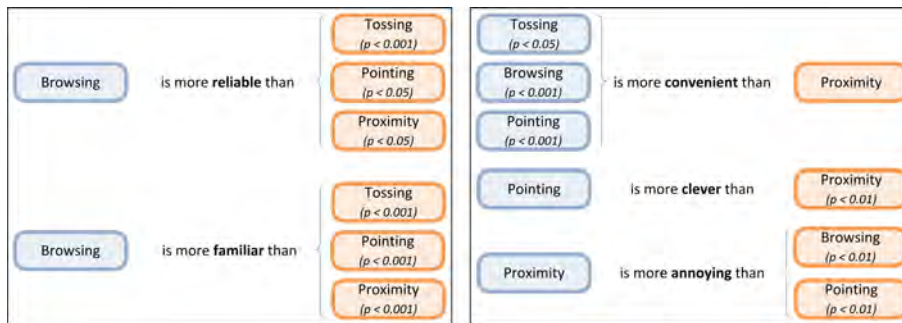 Browsing
is more reliable than
Tossing
(p < 0.001)
Pointing
(p < 0.05)
Proximity
(p < 0.05)
Browsing
is more familiar than
Tossing
(p < 0.001)
Pointing
(p < 0.001)
Proximity
(p < 0.001)
Tossing
(p < 0.05)
Browsing
(p < 0.001)
Pointing
(p < 0.001)
is more convenient than
Proximity
Pointing
is more clever than
Proximity
(p < 0.01)
Proximity
is more annoying than
Browsing
(p < 0.01)
Pointing
(p < 0.01)